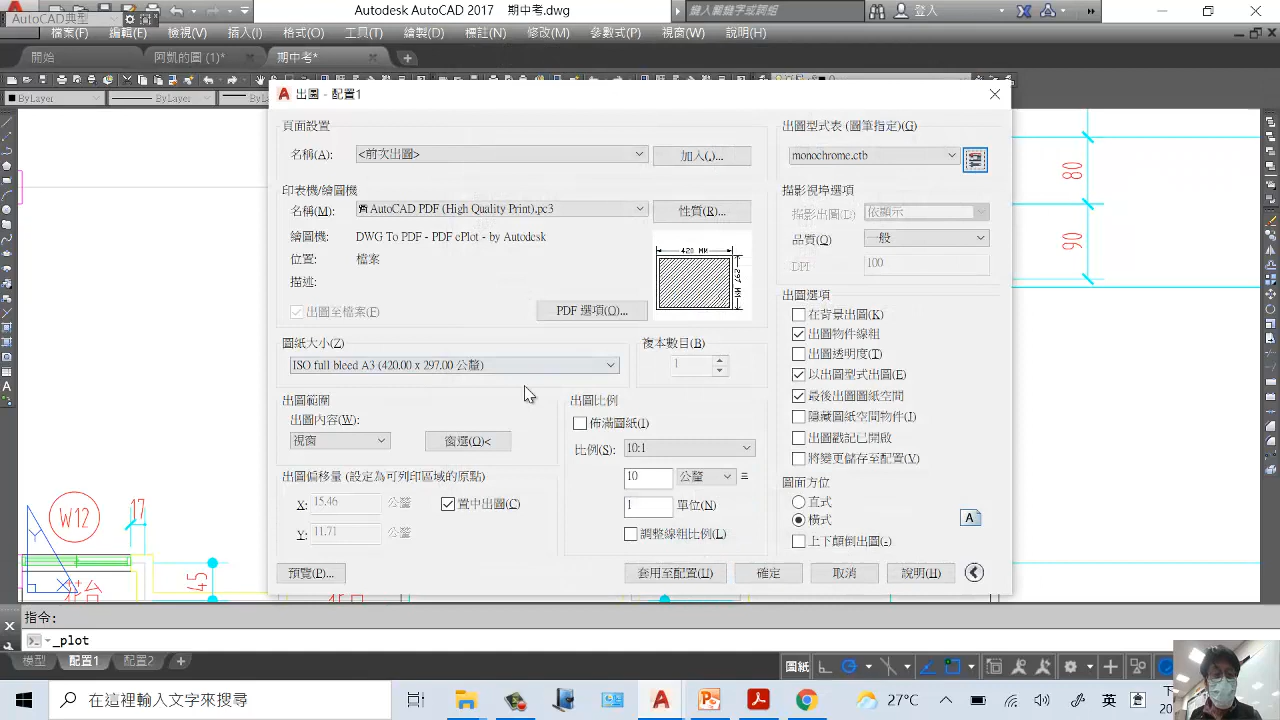 AutoCAD典型
Autodesk AutoCAD 2017 期中考.dwg
鍵入關鍵字或詞組
登入
檔案(F) 編輯(E) 檢視(V) 插入(I) 格式(O) 工具(T) 繪製(D) 標註(N) 修改(M) 參數式(P) 視窗(W) 說明(H)
開始 阿凱的圖 (1)* 期中考*
ByLayer ByLayer ByLay
出圖 - 配置1
頁面設置
名稱(A): <前次出圖> 加入(.)...
印表機/繪圖機
名稱(M): AutoCAD PDF (High Quality Print).pc3 性質(R)...
繪圖機: DWG To PDF - PDF ePlot - by Autodesk
位置: 檔案
描述:
出圖至檔案(F)
PDF 選項(O)...
420 MM
297 MM
圖紙大小(Z)
ISO full bleed A3 (420.00 x 297.00 公釐)
複本數目(B)
1
出圖範圍
出圖內容(W):
視窗 窗選(O)<
出圖偏移量 (設定為可列印區域的原點)
X: 15.46 公釐 置中出圖(C)
Y: 11.71 公釐
出圖比例
佈滿圖紙(I)
比例(S): 10:1
10 公釐 =
1 單位(N)
調整線粗比例(L)
出圖型式表 (圖筆指定)(G)
monochrome.ctb
描影視埠選項
描影出圖(D) 依顯示
品質(Q) 一般
DPI 100
出圖選項
在背景出圖(K)
出圖物件線粗
出圖透明度(T)
以出圖型式出圖(E)
最後出圖圖紙空間
隱藏圖紙空間物件(J)
出圖戳記已開啟
將變更儲存至配置(V)
圖面方位
直式
橫式
上下顛倒出圖(-)
A
預覽(P)... 套用至配置(U) 確定 取消 說明(H)
80
90
W12
17
45
Y
X
指令:
_plot
模型 配置1 配置2
圖紙
在這裡輸入文字來搜尋
27°C
英